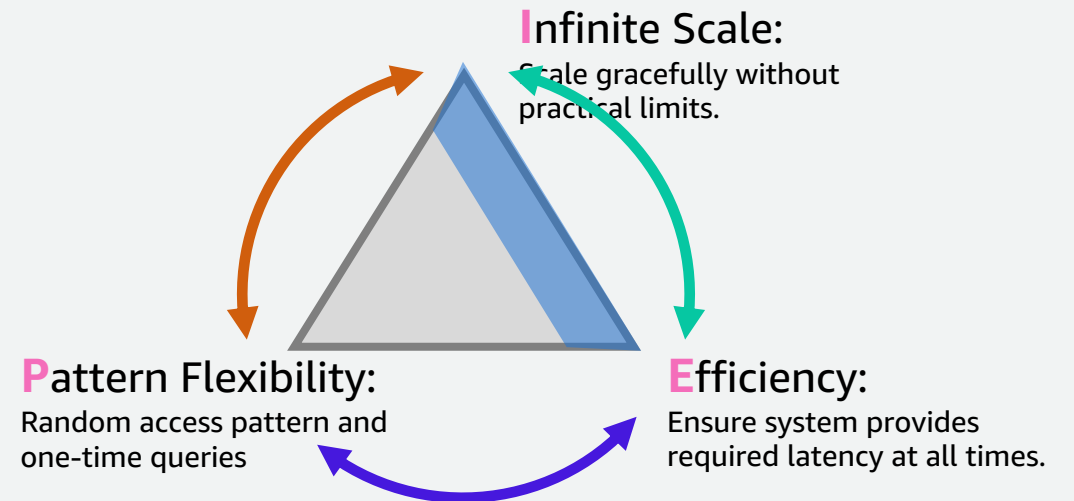 Infinite Scale:
Scale gracefully without
practical limits.
Pattern Flexibility:
Random access pattern and
one-time queries
Efficiency:
Ensure system provides
required latency at all times.